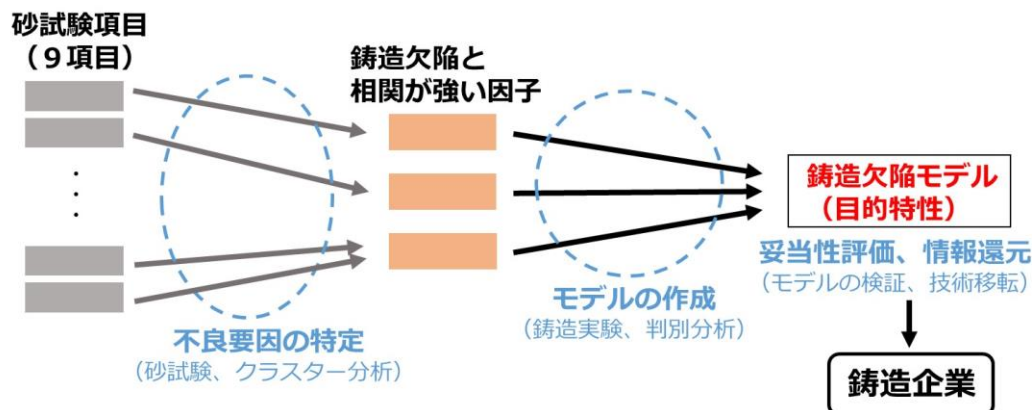 砂試験項目
（９項目）
鋳造欠陥と
相関が強い因子
・
・
・
鋳造欠陥モデル
（目的特性）
妥当性評価、情報還元
（モデルの検証、技術移転）
モデルの作成
（鋳造実験、判別分析）
不良要因の特定
（砂試験、クラスター分析）
鋳造企業